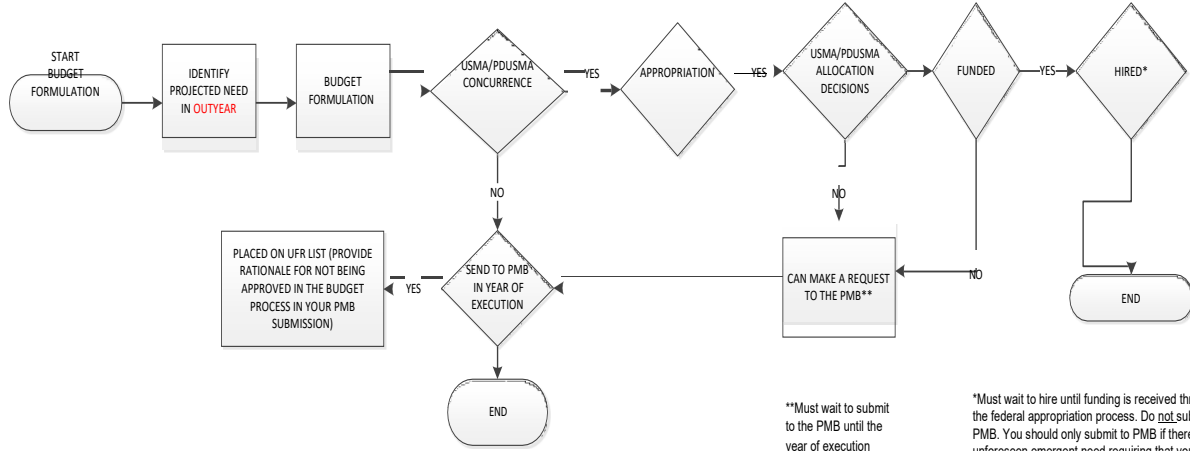 START
BUDGET
FORMULATION
IDENTIFY
PROJECTED NEED
IN OUTYEAR
BUDGET
FORMULATION
USMA/PDUSMA
CONCURRENCE
YES
APPROPRIATION
YES
USMA/PDUSMA
ALLOCATION
DECISIONS
FUNDED
YES
HIRED*
NO
NO
NO
PLACED ON UFR LIST (PROVIDE
RATIONALE FOR NOT BEING
APPROVED IN THE BUDGET
PROCESS IN YOUR PMB
SUBMISSION)
YES
SEND TO PMB
IN YEAR OF
EXECUTION
CAN MAKE A REQUEST
TO THE PMB**
END
END
**Must wait to submit
to the PMB until the
year of execution
*Must wait to hire until funding is received
the federal appropriation process. Do not
PMB. You should only submit to PMB if there
unforeseen emergent need requiring that